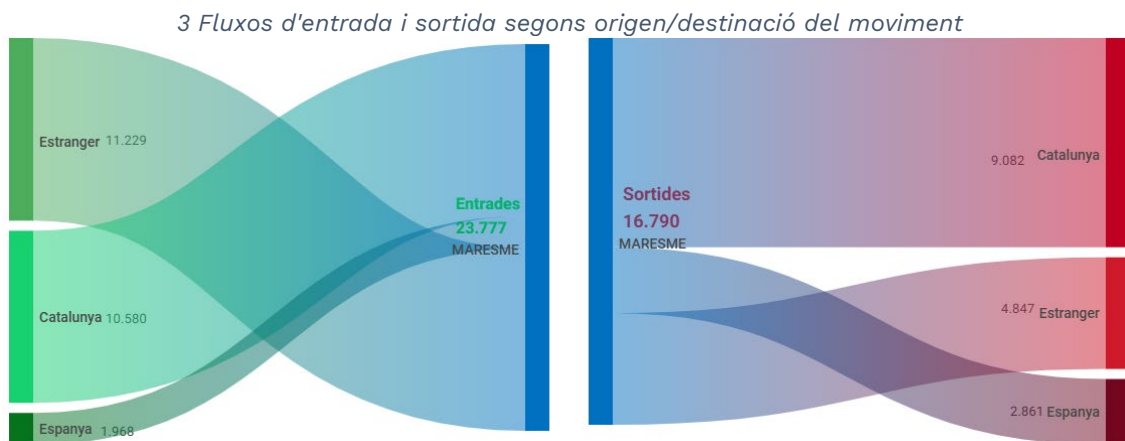 3 Fluxos d'entrada i sortida segons origen/destinació del moviment
Estranger 11.229
Catalunya 10.580
Espanya 1.968
Entrades
23.777
MARESME
Sortides
16.790
MARESME
9.082 Catalunya
4.847 Estranger
2.861 Espanya